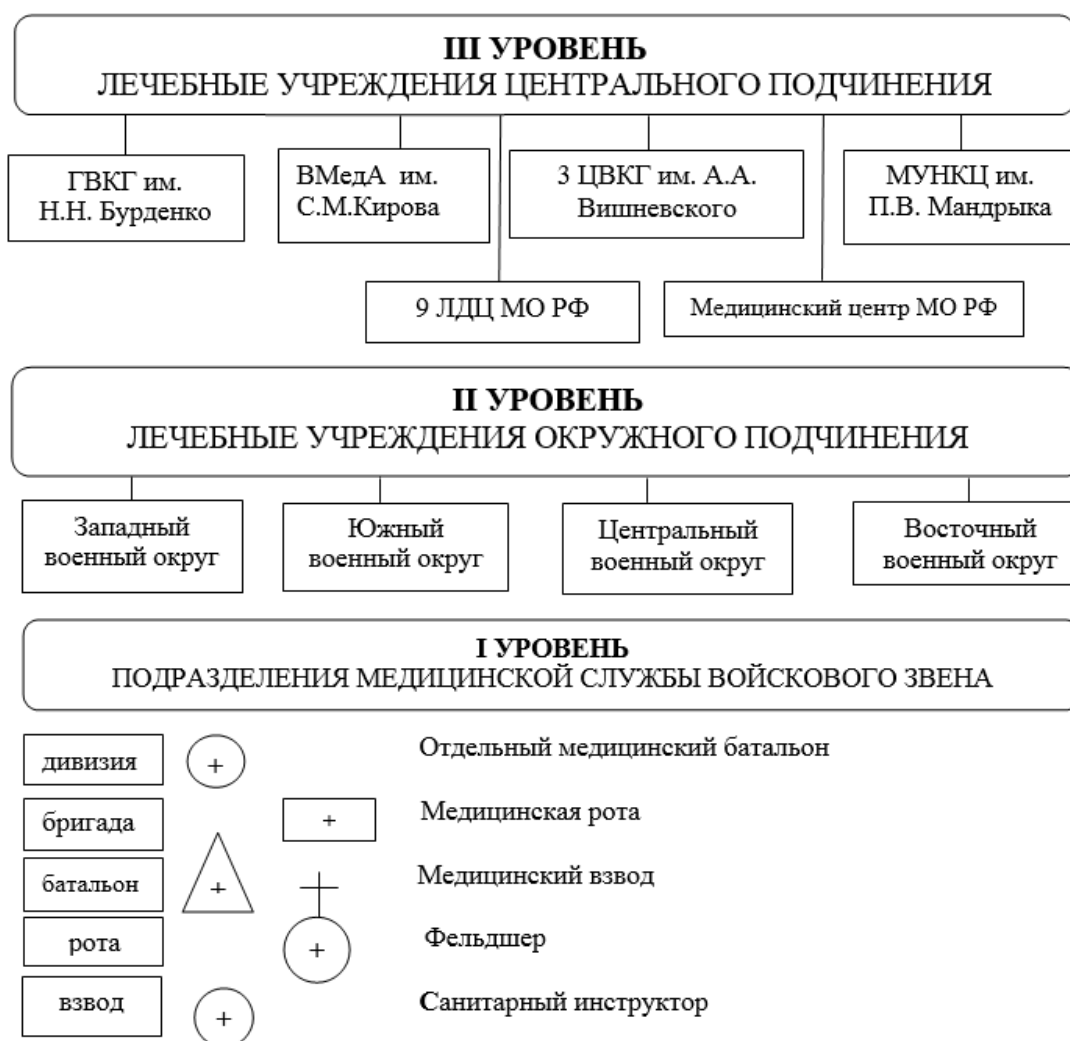 III УРОВЕНЬ
ЛЕЧЕБНЫЕ УЧРЕЖДЕНИЯ ЦЕНТРАЛЬНОГО ПОДЧИНЕНИЯ
ГВКГ им.
Н.Н. Бурденко
ВМедА им.
С.М.Кирова
3 ЦВКГ им. А.А.
Вишневского
МУНКЦ им.
П.В. Мандрыка
9 ЛДЦ МО РФ
Медицинский центр МО РФ
II УРОВЕНЬ
ЛЕЧЕБНЫЕ УЧРЕЖДЕНИЯ ОКРУЖНОГО ПОДЧИНЕНИЯ
Западный
военный округ
Южный
военный округ
Центральный
военный округ
Восточный
военный округ
I УРОВЕНЬ
ПОДРАЗДЕЛЕНИЯ МЕДИЦИНСКОЙ СЛУЖБЫ ВОЙСКОВОГО ЗВЕНА
дивизия + Отдельный медицинский батальон
бригада + Медицинская рота
батальон + Медицинский взвод
рота + Фельдшер
взвод + Санитарный инструктор